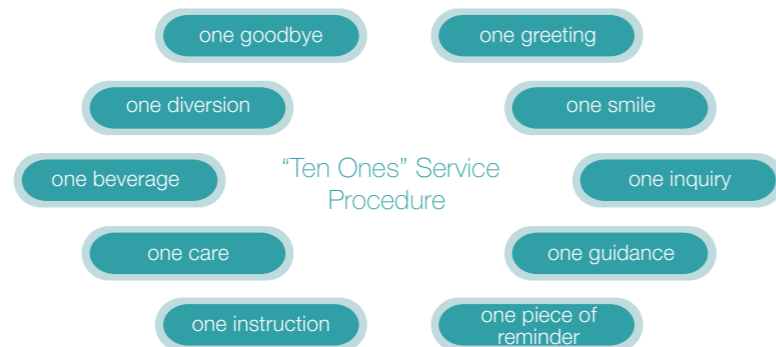 one goodbye
one greeting
one diversion
one smile
one beverage
“Ten Ones” Service
Procedure
one inquiry
one care
one guidance
one instruction
one piece of
reminder